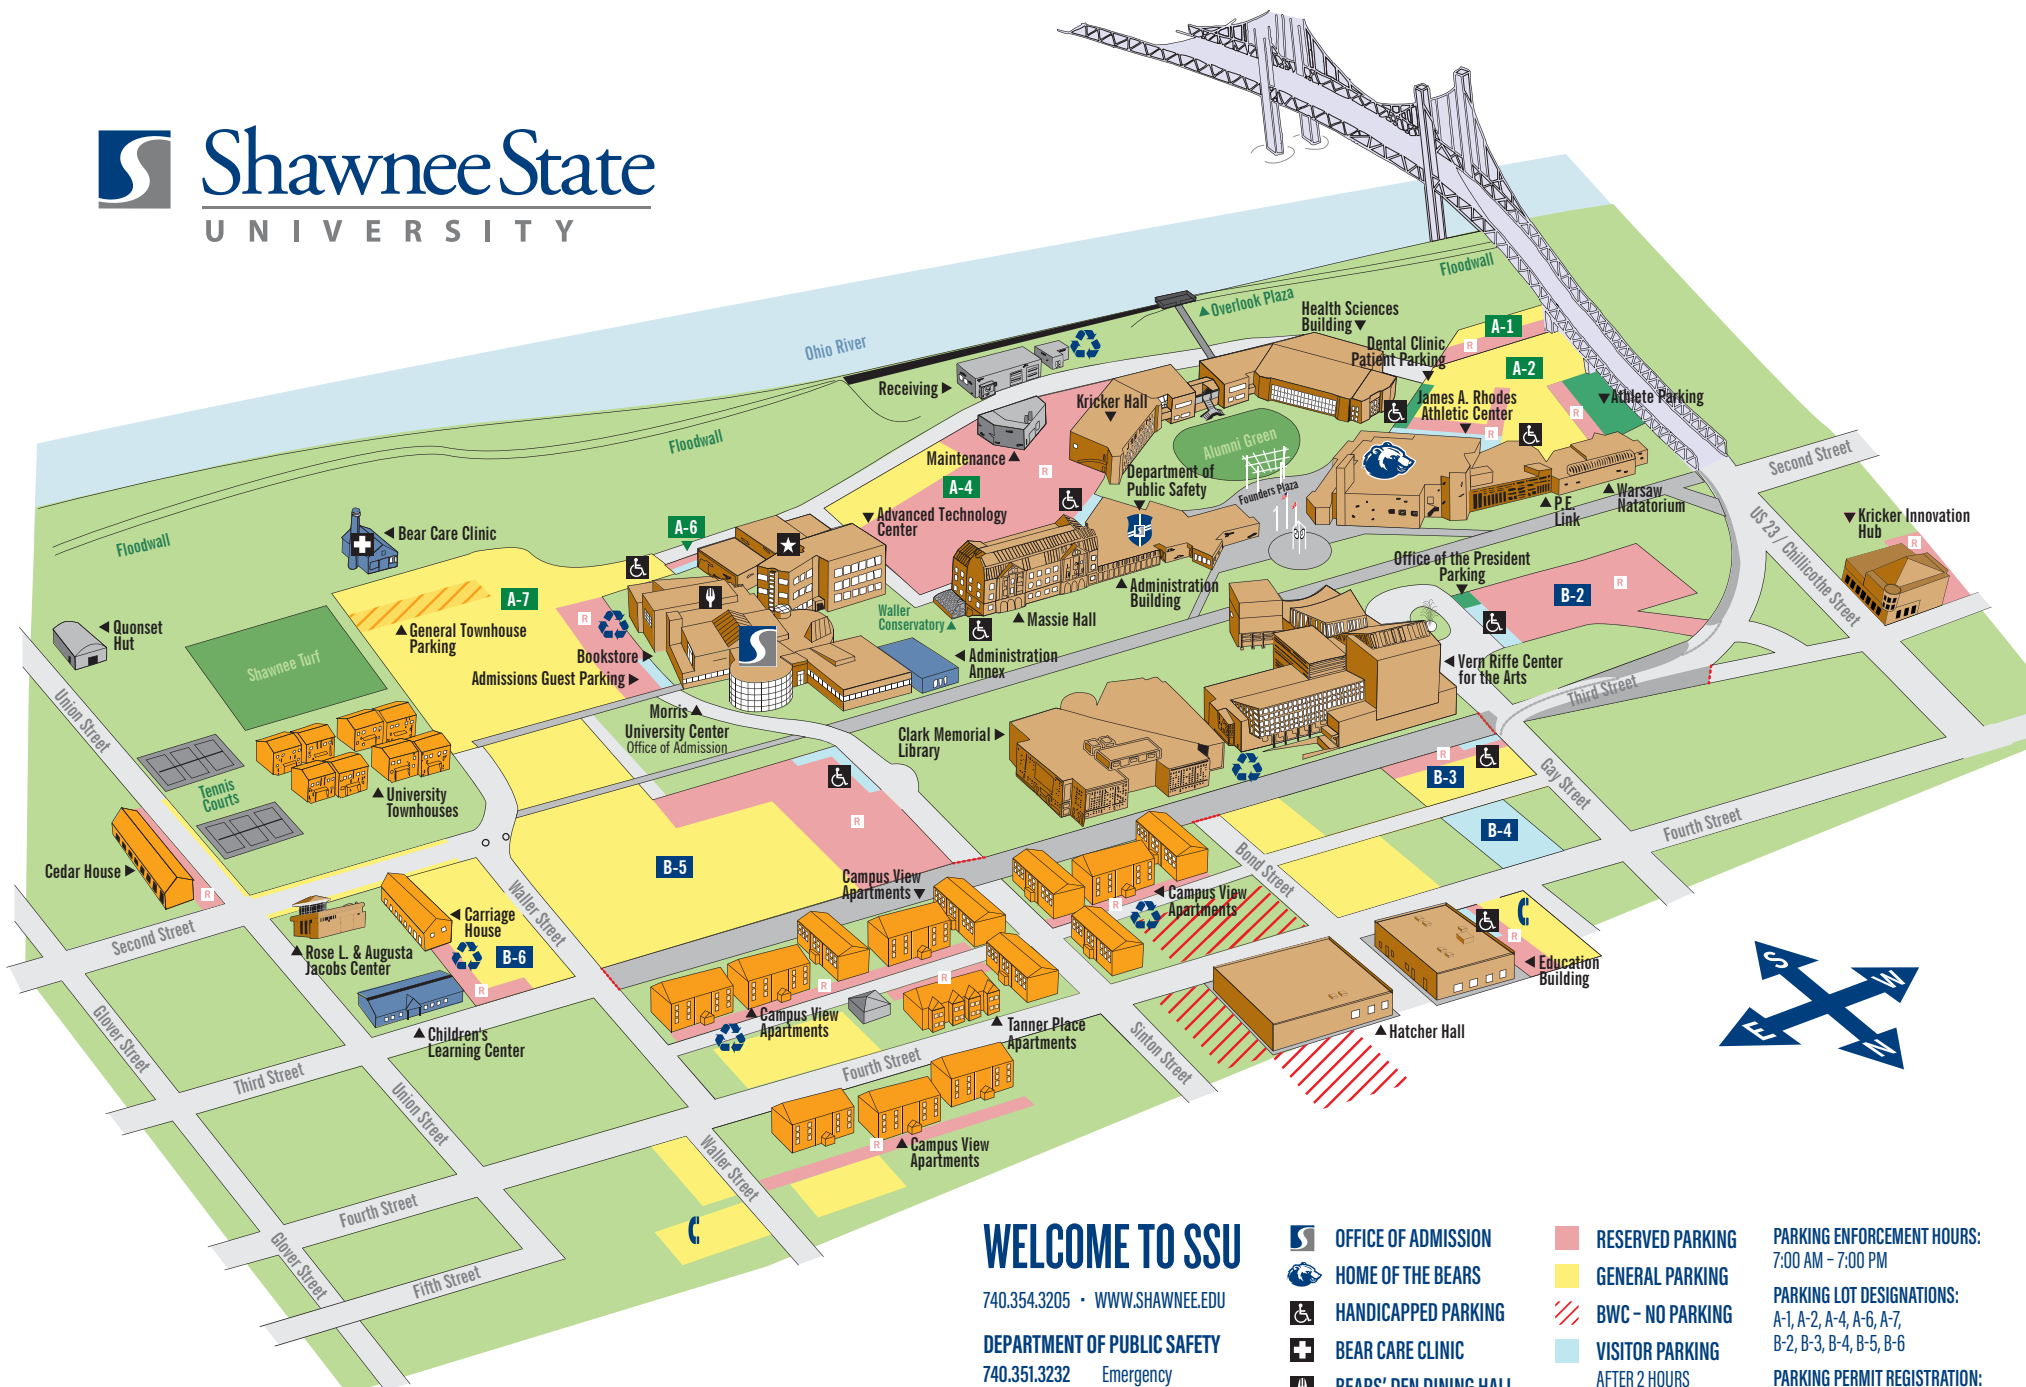 Shawnee State
UNIVERSITY
Ohio River
Floodwall
Floodwall
Floodwall
Overlook Plaza
Health Sciences
Building
Dental Clinic
Patient Parking
A-1
R
A-2
Athlete Parking
R
James A. Rhodes
Athletic Center
R
Receiving
Kricker Hall
Maintenance
R
A-4
Alumni Green
Founders Plaza
Department of
Public Safety
Advanced Technology
Center
A-6
P.E.
Link
Warsaw
Natatorium
Second Street
US 23 / Chillicothe Street
Kricker Innovation
Hub
R
Office of the President
Parking
B-2
R
Bear Care Clinic
A-7
R
General Townhouse
Parking
Quonset
Hut
Shawnee Turf
Administration
Building
Massie Hall
Waller
Conservatory
Administration
Annex
Bookstore
Admissions Guest Parking
Morris
University Center
Office of Admission
Vern Riffe Center
for the Arts
Third Street
Clark Memorial
Library
Union Street
Tennis
Courts
University
Townhouses
Cedar House
R
B-5
R
R
B-3
B-4
Gay Street
Fourth Street
Bond Street
Campus View
Apartments
Campus View
Apartments
R
Waller Street
Carriage
House
B-6
R
Rose L. & Augusta
Jacobs Center
Second Street
Children's
Learning Center
Glover Street
Third Street
Union Street
R
R
Campus View
Apartments
Tanner Place
Apartments
Fourth Street
Sinton Street
Hatcher Hall
Education
Building
R
S
W
E
N
R
Campus View
Apartments
Waller Street
Fourth Street
Glover Street
Fifth Street
WELCOME TO SSU
740.354.3205 • WWW.SHAWNEE.EDU
DEPARTMENT OF PUBLIC SAFETY
740.351.3232 Emergency
OFFICE OF ADMISSION
HOME OF THE BEARS
HANDICAPPED PARKING
BEAR CARE CLINIC
BEARS' DEN DINING HALL
RESERVED PARKING
GENERAL PARKING
BWC – NO PARKING
VISITOR PARKING
AFTER 2 HOURS
PARKING ENFORCEMENT HOURS:
7:00 AM – 7:00 PM
PARKING LOT DESIGNATIONS:
A-1, A-2, A-4, A-6, A-7,
B-2, B-3, B-4, B-5, B-6
PARKING PERMIT REGISTRATION: